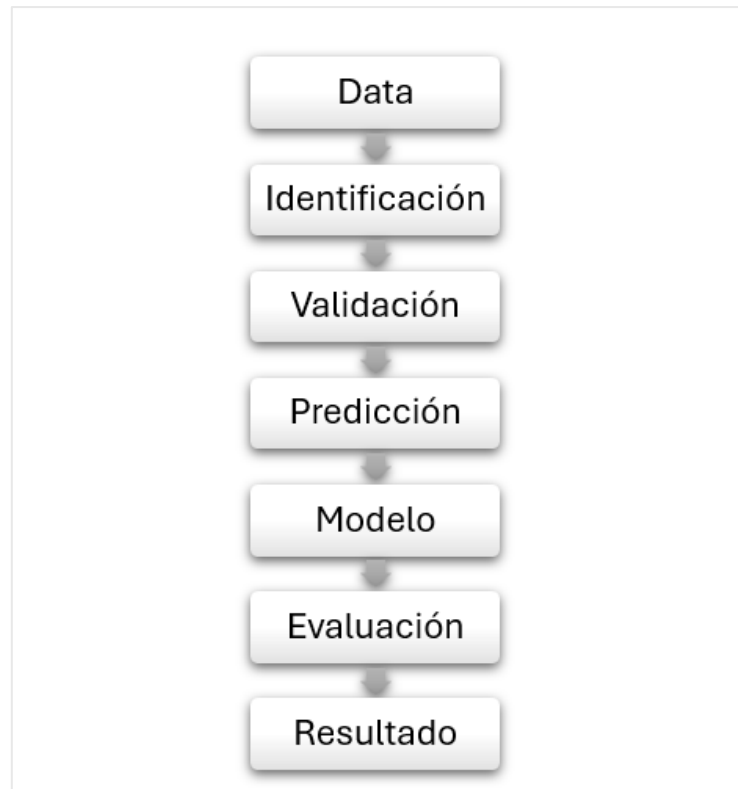 Data
Identificación
Validación
Predicción
Modelo
Evaluación
Resultado